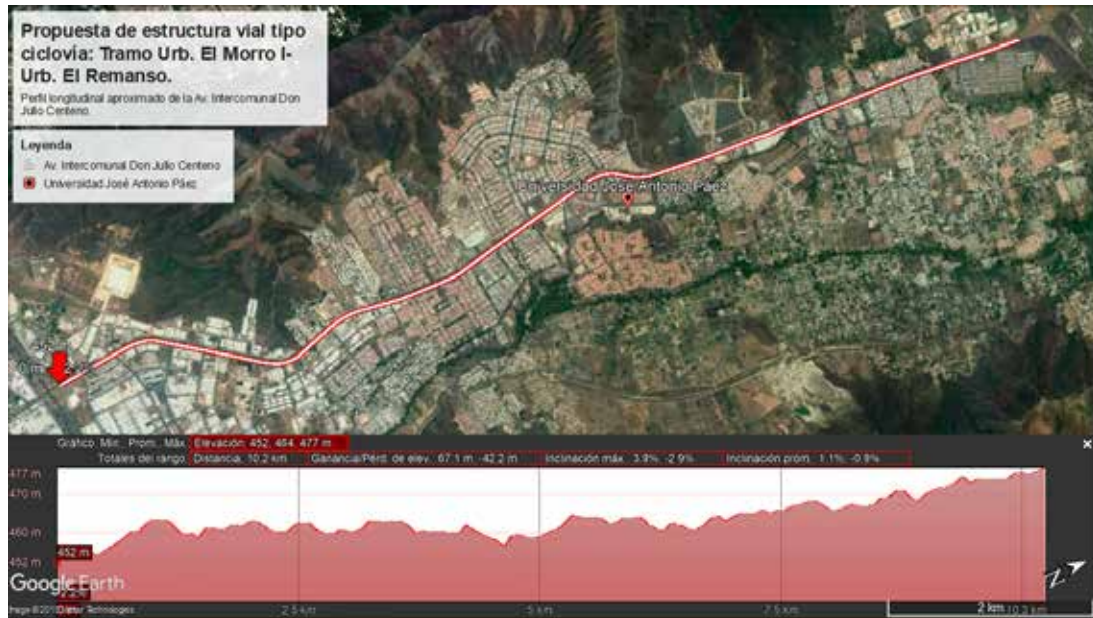 Propuesta de estructura vial tipo
ciclovía: Tramo Urb. El Morro I-
Urb. El Remanso.
Perfil longitudinal aproximado de la Av. Intercomunal Don
Julio Centeno.
Leyenda
Av. Intercomunal Don Julio Centeno
Universidad José Antonio Páez
Universidad José Antonio Páez
0 m
Gráfico: Mín., Prom., Máx. Elevación: 452, 464, 477 m
Totales del rango: Distancia: 10.2 km Ganancia/Pérd. de elev.: 67.1 m, -42.2 m Inclinación máx.: 3.9%, -2.9% Inclinación prom.: 1.1%, -0.9%
477 m
470 m
460 m
452 m
452 m
Google Earth
2.5 km
5 km
7.5 km
10.3 km
2 km
N